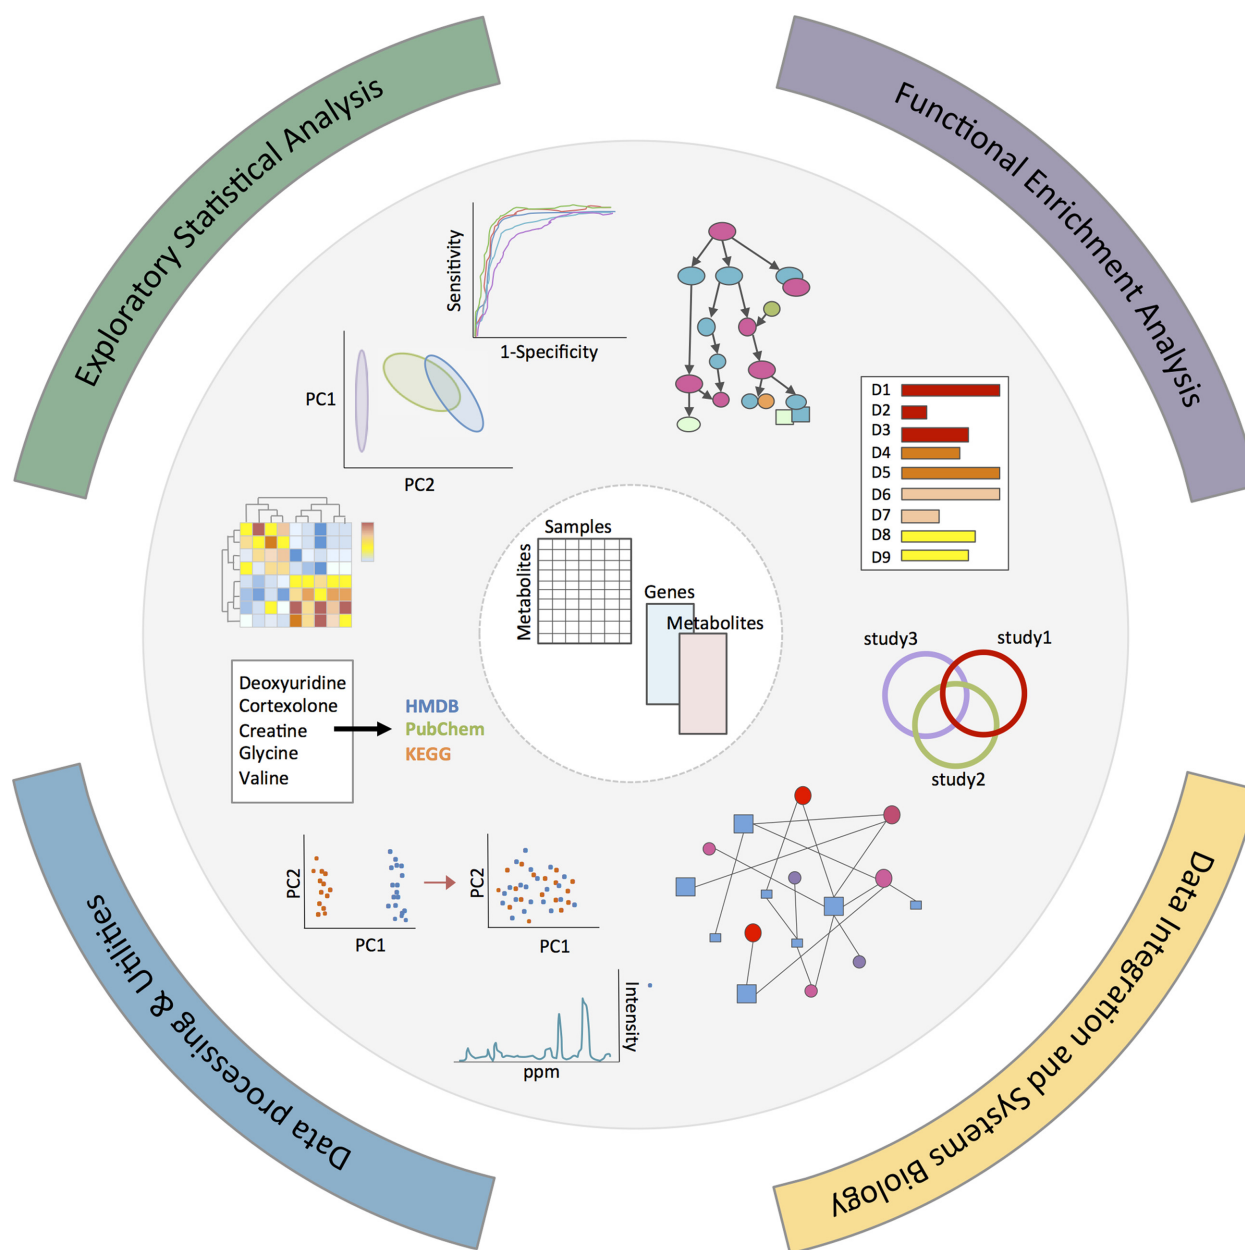 Exploratory Statistical Analysis
Functional Enrichment Analysis
Sensitivity
1-Specificity
PC1
PC2
D1
D2
D3
D4
D5
D6
D7
D8
D9
Samples
Metabolites
Genes
Metabolites
study3
study1
study2
Deoxyuridine
Cortexolone
Creatine
Glycine
Valine
HMDB
PubChem
KEGG
PC2
PC1
PC2
PC1
Intensity
ppm
Data processing & Utilities
Data Integration and Systems Biology